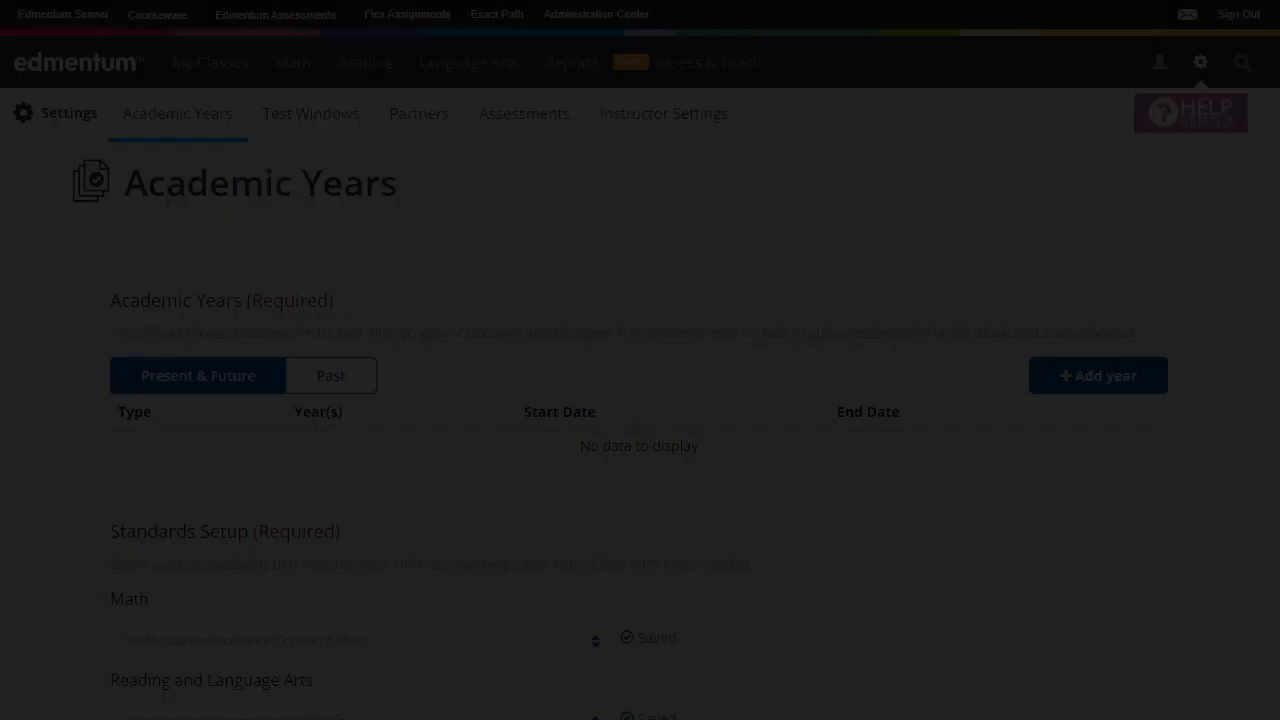 Edmentum Sensei Courseware Edmentum Assessments Flex Assignments Exact Path Administration Center Sign Out
edmentum™ My Classes Math Reading Language Arts Reports NEW Assess & Teach
Settings Academic Years Test Windows Partners Assessments Instructor Settings HELP
Academic Years
Academic Years (Required)
Present & Future Past + Add year
Type Year(s) Start Date End Date
No data to display
Standards Setup (Required)
Math
Saved
Reading and Language Arts
Saved